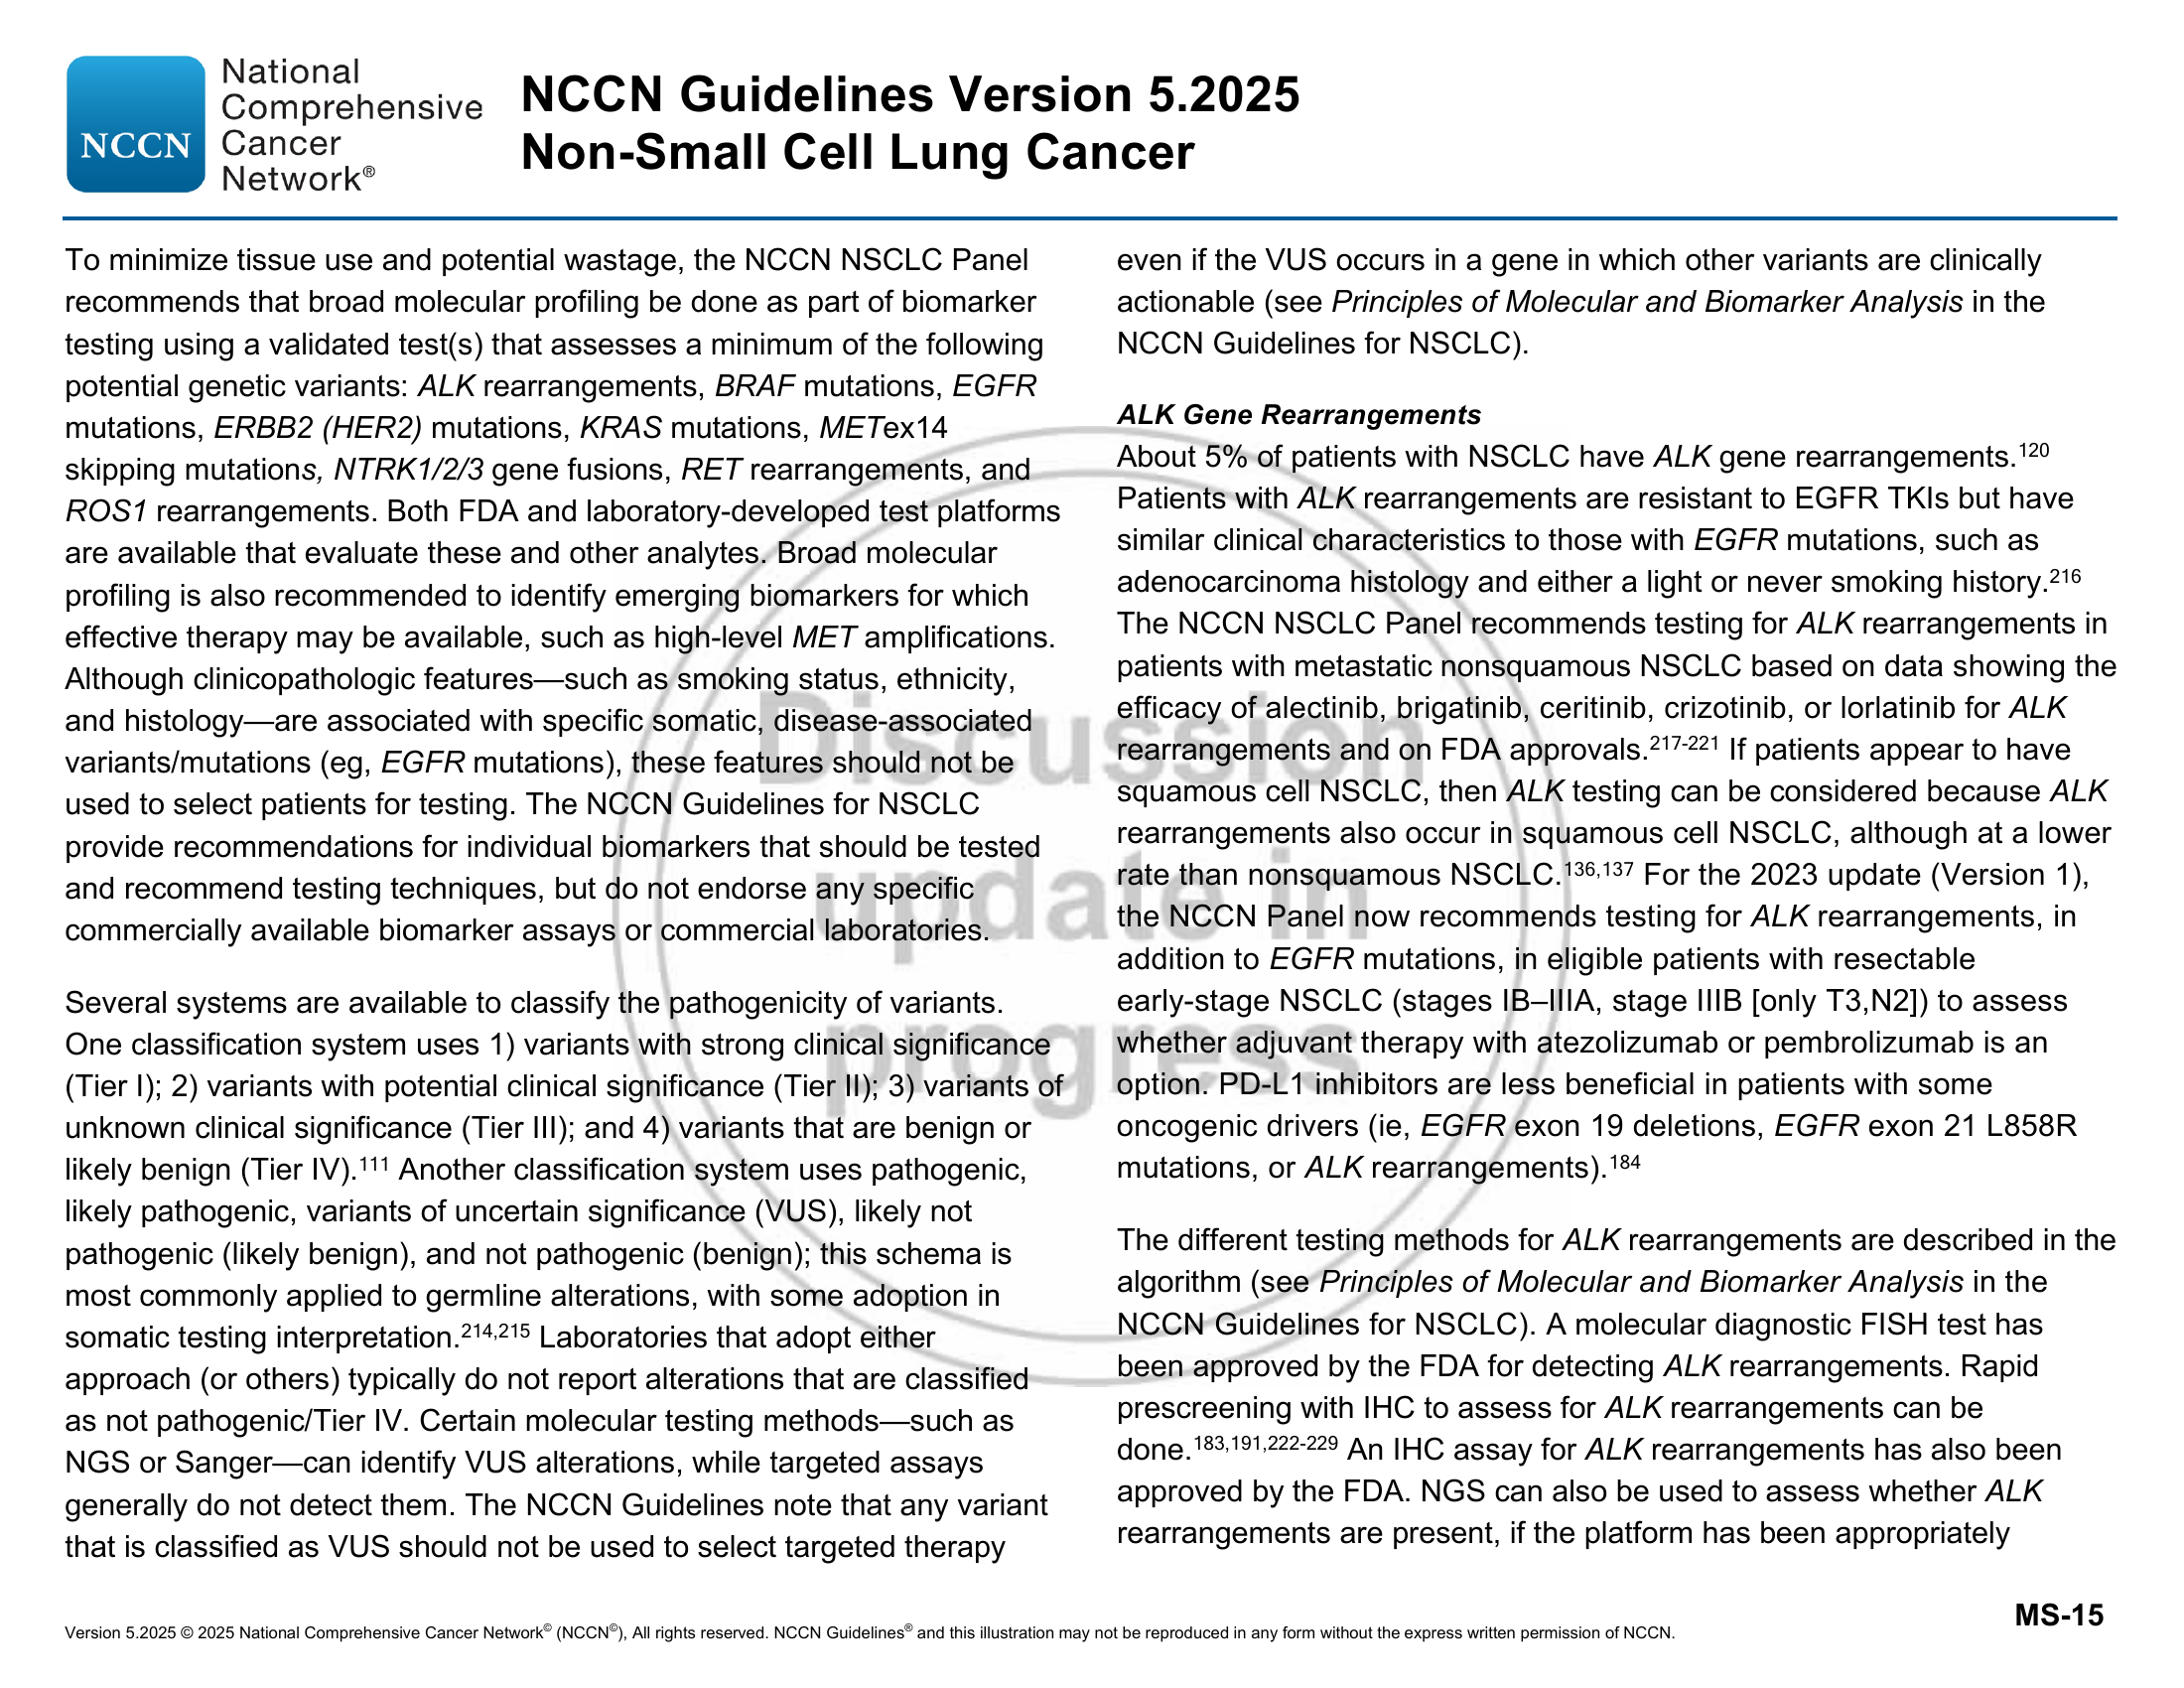 NCCN
National
Comprehensive
Cancer
Network®
NCCN Guidelines Version 5.2025
Non-Small Cell Lung Cancer
To minimize tissue use and potential wastage, the NCCN NSCLC Panel
recommends that broad molecular profiling be done as part of biomarker
testing using a validated test(s) that assesses a minimum of the following
potential genetic variants: ALK rearrangements, BRAF mutations, EGFR
mutations, ERBB2 (HER2) mutations, KRAS mutations, METex14
skipping mutations, NTRK1/2/3 gene fusions, RET rearrangements, and
ROS1 rearrangements. Both FDA and laboratory-developed test platforms
are available that evaluate these and other analytes. Broad molecular
profiling is also recommended to identify emerging biomarkers for which
effective therapy may be available, such as high-level MET amplifications.
Although clinicopathologic features—such as smoking status, ethnicity,
and histology—are associated with specific somatic, disease-associated
variants/mutations (eg, EGFR mutations), these features should not be
used to select patients for testing. The NCCN Guidelines for NSCLC
provide recommendations for individual biomarkers that should be tested
and recommend testing techniques, but do not endorse any specific
commercially available biomarker assays or commercial laboratories.
Several systems are available to classify the pathogenicity of variants.
One classification system uses 1) variants with strong clinical significance
(Tier I); 2) variants with potential clinical significance (Tier II); 3) variants of
unknown clinical significance (Tier III); and 4) variants that are benign or
likely benign (Tier IV).111 Another classification system uses pathogenic,
likely pathogenic, variants of uncertain significance (VUS), likely not
pathogenic (likely benign), and not pathogenic (benign); this schema is
most commonly applied to germline alterations, with some adoption in
somatic testing interpretation.214,215 Laboratories that adopt either
approach (or others) typically do not report alterations that are classified
as not pathogenic/Tier IV. Certain molecular testing methods—such as
NGS or Sanger—can identify VUS alterations, while targeted assays
generally do not detect them. The NCCN Guidelines note that any variant
that is classified as VUS should not be used to select targeted therapy
even if the VUS occurs in a gene in which other variants are clinically
actionable (see Principles of Molecular and Biomarker Analysis in the
NCCN Guidelines for NSCLC).
ALK Gene Rearrangements
About 5% of patients with NSCLC have ALK gene rearrangements.120
Patients with ALK rearrangements are resistant to EGFR TKIs but have
similar clinical characteristics to those with EGFR mutations, such as
adenocarcinoma histology and either a light or never smoking history.216
The NCCN NSCLC Panel recommends testing for ALK rearrangements in
patients with metastatic nonsquamous NSCLC based on data showing the
efficacy of alectinib, brigatinib, ceritinib, crizotinib, or lorlatinib for ALK
rearrangements and on FDA approvals.217-221 If patients appear to have
squamous cell NSCLC, then ALK testing can be considered because ALK
rearrangements also occur in squamous cell NSCLC, although at a lower
rate than nonsquamous NSCLC.136,137 For the 2023 update (Version 1),
the NCCN Panel now recommends testing for ALK rearrangements, in
addition to EGFR mutations, in eligible patients with resectable
early-stage NSCLC (stages IB–IIIA, stage IIIB [only T3,N2]) to assess
whether adjuvant therapy with atezolizumab or pembrolizumab is an
option. PD-L1 inhibitors are less beneficial in patients with some
oncogenic drivers (ie, EGFR exon 19 deletions, EGFR exon 21 L858R
mutations, or ALK rearrangements).184
The different testing methods for ALK rearrangements are described in the
algorithm (see Principles of Molecular and Biomarker Analysis in the
NCCN Guidelines for NSCLC). A molecular diagnostic FISH test has
been approved by the FDA for detecting ALK rearrangements. Rapid
prescreening with IHC to assess for ALK rearrangements can be
done.183,191,222-229 An IHC assay for ALK rearrangements has also been
approved by the FDA. NGS can also be used to assess whether ALK
rearrangements are present, if the platform has been appropriately
Discussion
update in
progress
MS-15
Version 5.2025 © 2025 National Comprehensive Cancer Network© (NCCN©), All rights reserved. NCCN Guidelines® and this illustration may not be reproduced in any form without the express written permission of NCCN.